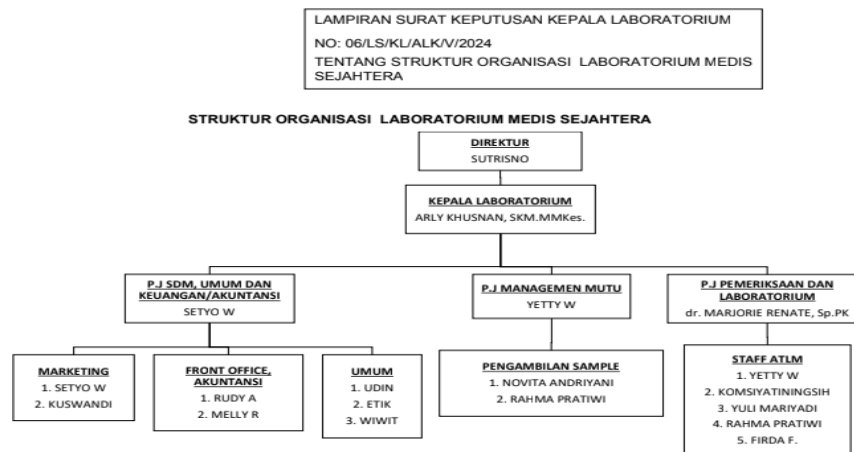 LAMPIRAN SURAT KEPUTUSAN KEPALA LABORATORIUM
NO: 06/LS/KL/ALK/V/2024
TENTANG STRUKTUR ORGANISASI LABORATORIUM MEDIS
SEJAHTERA
STRUKTUR ORGANISASI LABORATORIUM MEDIS SEJAHTERA
DIREKTUR
SUTRISNO
KEPALA LABORATORIUM
ARLY KHUSNAN, SKM.MMKes.
P.J SDM, UMUM DAN
KEUANGAN/AKUNTANSI
SETYO W
P.J MANAGEMEN MUTU
YETTY W
P.J PEMERIKSAAN DAN
LABORATORIUM
dr. MARJORIE RENATE, Sp.PK
MARKETING
1. SETYO W
2. KUSWANDI
FRONT OFFICE,
AKUNTANSI
1. RUDY A
2. MELLY R
UMUM
1. UDIN
2. ETIK
3. WIWIT
PENGAMBILAN SAMPLE
1. NOVITA ANDRIYANI
2. RAHMA PRATIWI
STAFF ATLM
1. YETTY W
2. KOMSIYATININGSIH
3. YULI MARIYADI
4. RAHMA PRATIWI
5. FIRDA F.